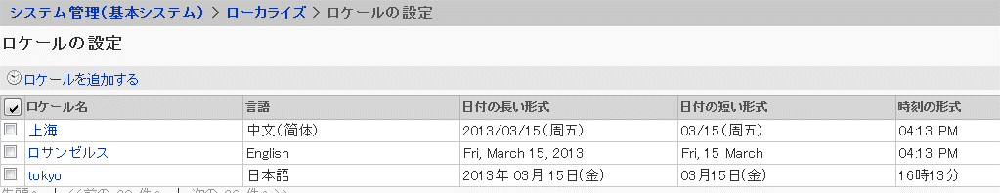 システム管理(基本システム) > ローカライズ > ロケールの設定
ロケールの設定
ロケールを追加する
ロケール名 言語 日付の長い形式 日付の短い形式 時刻の形式
上海 中文(简体) 2013/03/15(周五) 03/15(周五) 04:13 PM
ロサンゼルス English Fri, March 15, 2013 Fri, 15 March 04:13 PM
tokyo 日本語 2013年 03月 15日(金) 03月15日(金) 16時13分